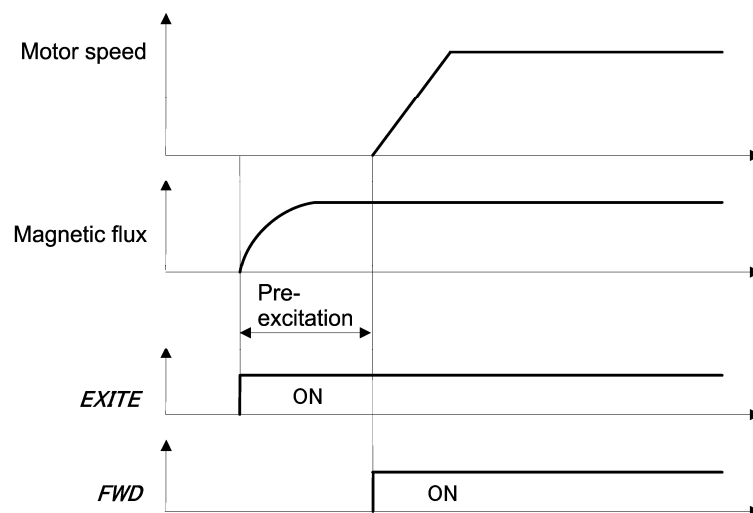 Motor speed
Magnetic flux
Pre-
excitation
EXITE
ON
FWD
ON